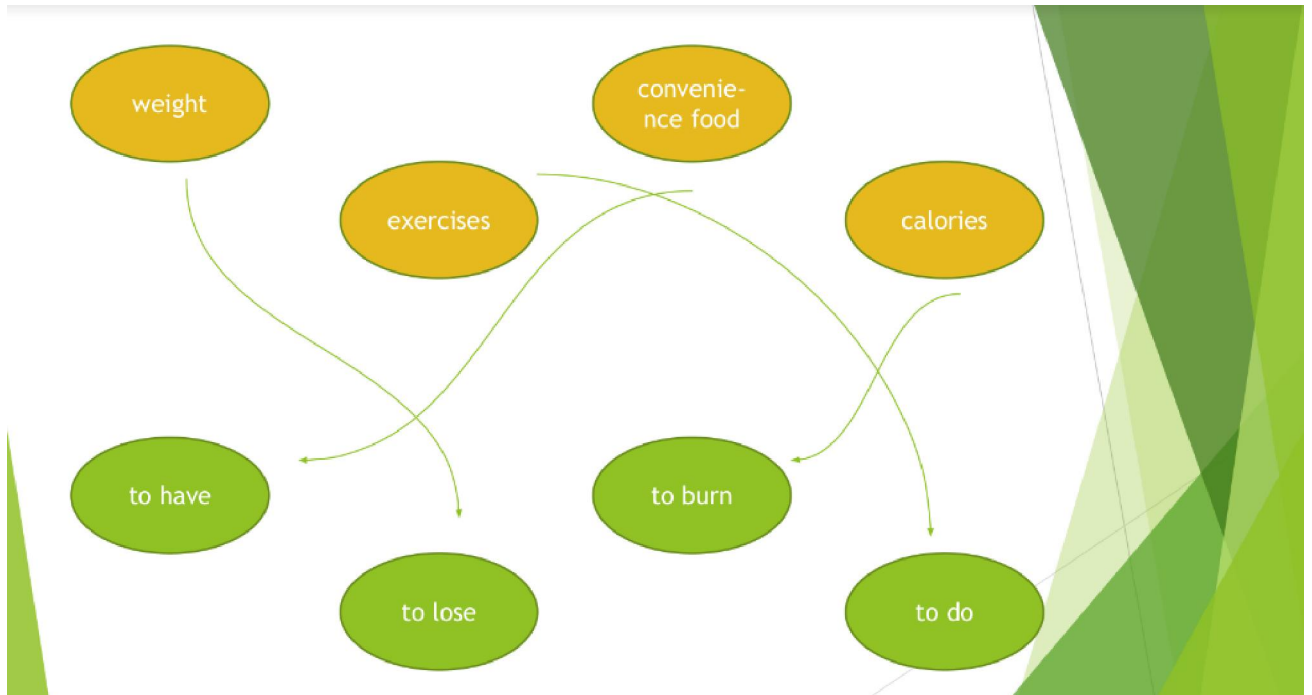 weight
convenie-
nce food
exercises
calories
to have
to burn
to lose
to do